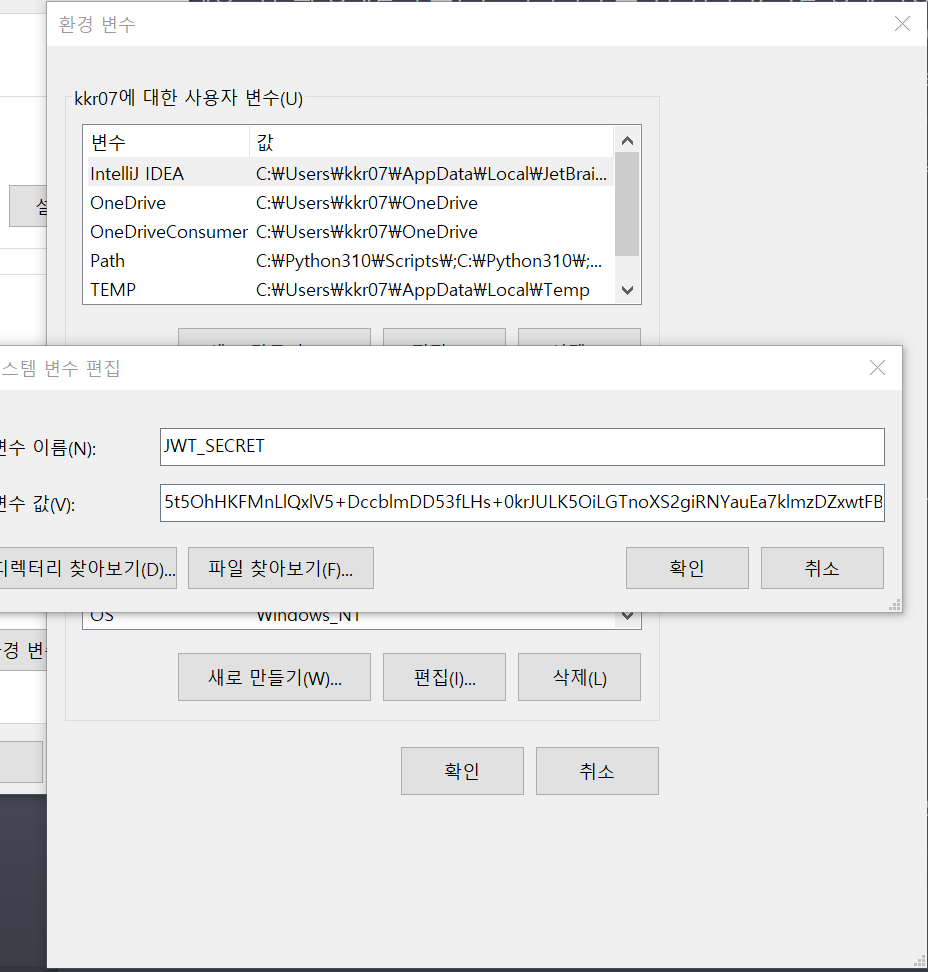 환경 변수
kkr07에 대한 사용자 변수(U)
변수 값
IntelliJ IDEA C:\Users\kkr07\AppData\Local\JetBrai...
OneDrive C:\Users\kkr07\OneDrive
OneDriveConsumer C:\Users\kkr07\OneDrive
Path C:\Python310\Scripts\;C:\Python310\;...
TEMP C:\Users\kkr07\AppData\Local\Temp
스템 변수 편집
변수 이름(N): JWT_SECRET
변수 값(V): 5t5OhHKFMnLlQxlV5+DccblmDD53fLHs+0krJULK5OiLGTnoXS2giRNYauEa7klmzDZxwtFB
디렉터리 찾아보기(D)... 파일 찾아보기(F)... 확인 취소
OS Windows_NT
경 변
새로 만들기(W)... 편집(I)... 삭제(L)
확인 취소